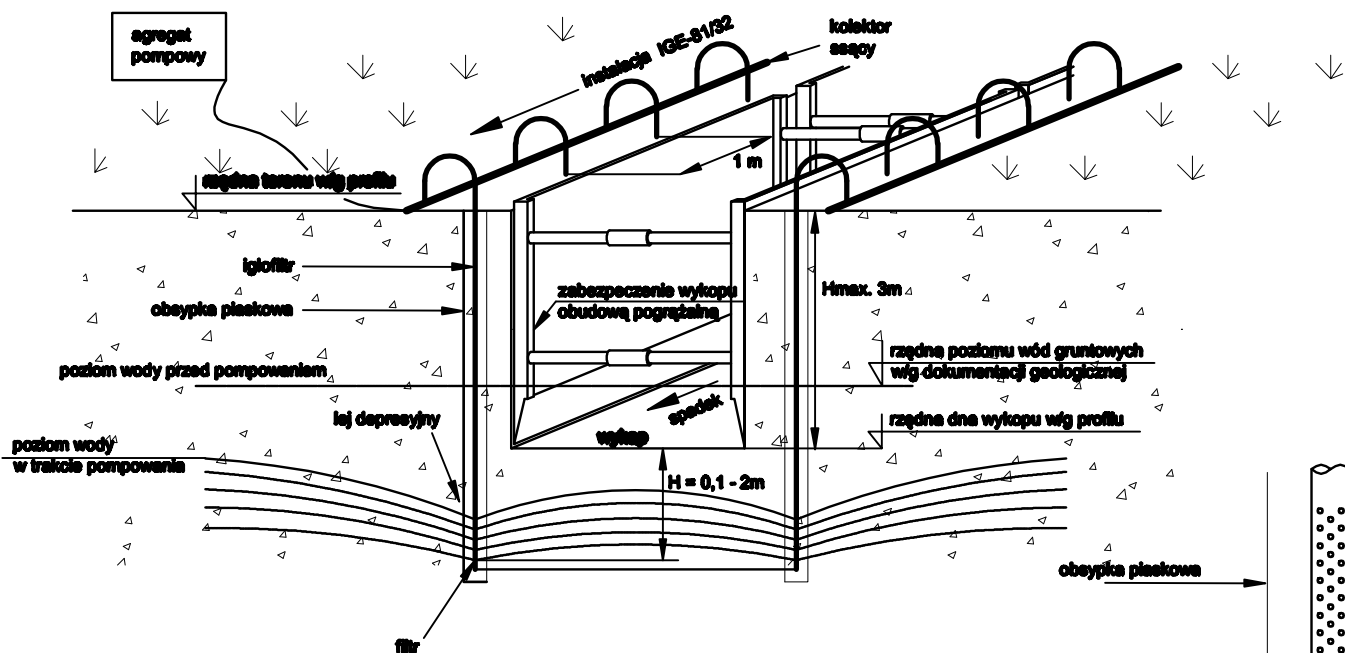 agregat
pompowy
instalacja IGE-81/32
kolektor
ssący
1 m
rzędna terenu w/g profilu
igłofiltr
obsypka piaskowa
zabezpeczenie wykopu
obudową pogrążalną
Hmax. 3m
poziom wody przed pompowaniem
rzędna poziomu wód gruntowych
w/g dokumentacji geologicznej
spadek
lej depresyjny
wykop
rzędna dna wykopu w/g profilu
poziom wody
w trakcie pompowania
H = 0,1 - 2m
obsypka piaskowa
filtr